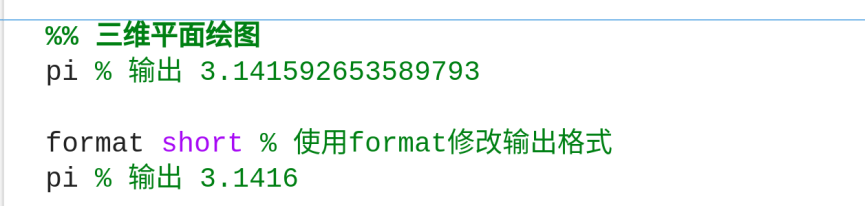 %% 三维平面绘图
pi % 输出 3.141592653589793
format short % 使用format修改输出格式
pi % 输出 3.1416